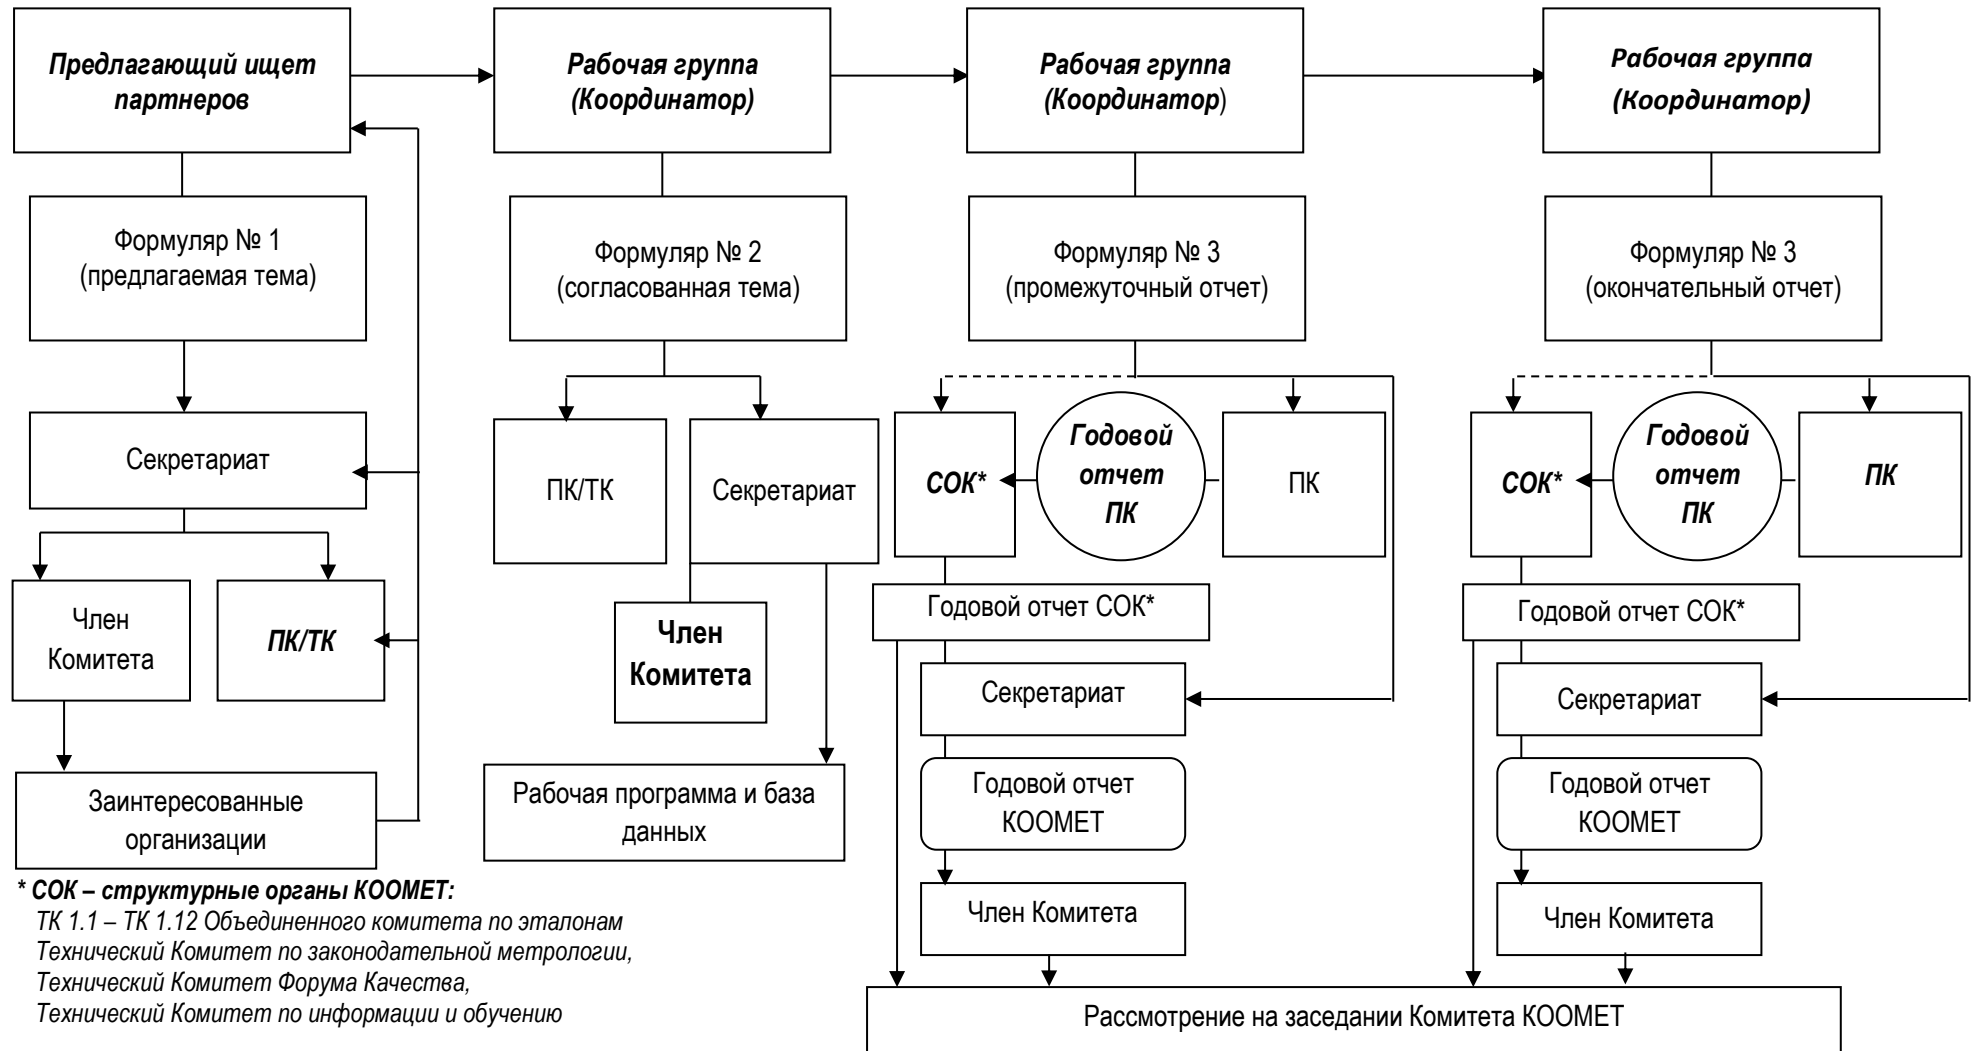 Предлагающий ищет
партнеров
Рабочая группа
(Координатор)
Рабочая группа
(Координатор)
Рабочая группа
(Координатор)
Формуляр № 1
(предлагаемая тема)
Формуляр № 2
(согласованная тема)
Формуляр № 3
(промежуточный отчет)
Формуляр № 3
(окончательный отчет)
Секретариат
ПК/ТК
Секретариат
СОК*
Годовой
отчет
ПК
ПК
СОК*
Годовой
отчет
ПК
ПК
Член
Комитета
ПК/ТК
Член
Комитета
Годовой отчет СОК*
Годовой отчет СОК*
Секретариат
Секретариат
Заинтересованные
организации
Рабочая программа и база
данных
Годовой отчет
КООМЕТ
Годовой отчет
КООМЕТ
Член Комитета
Член Комитета
* СОК – структурные органы КООМЕТ:
ТК 1.1 – ТК 1.12 Объединенного комитета по эталонам
Технический Комитет по законодательной метрологии,
Технический Комитет Форума Качества,
Технический Комитет по информации и обучению
Рассмотрение на заседании Комитета КООМЕТ